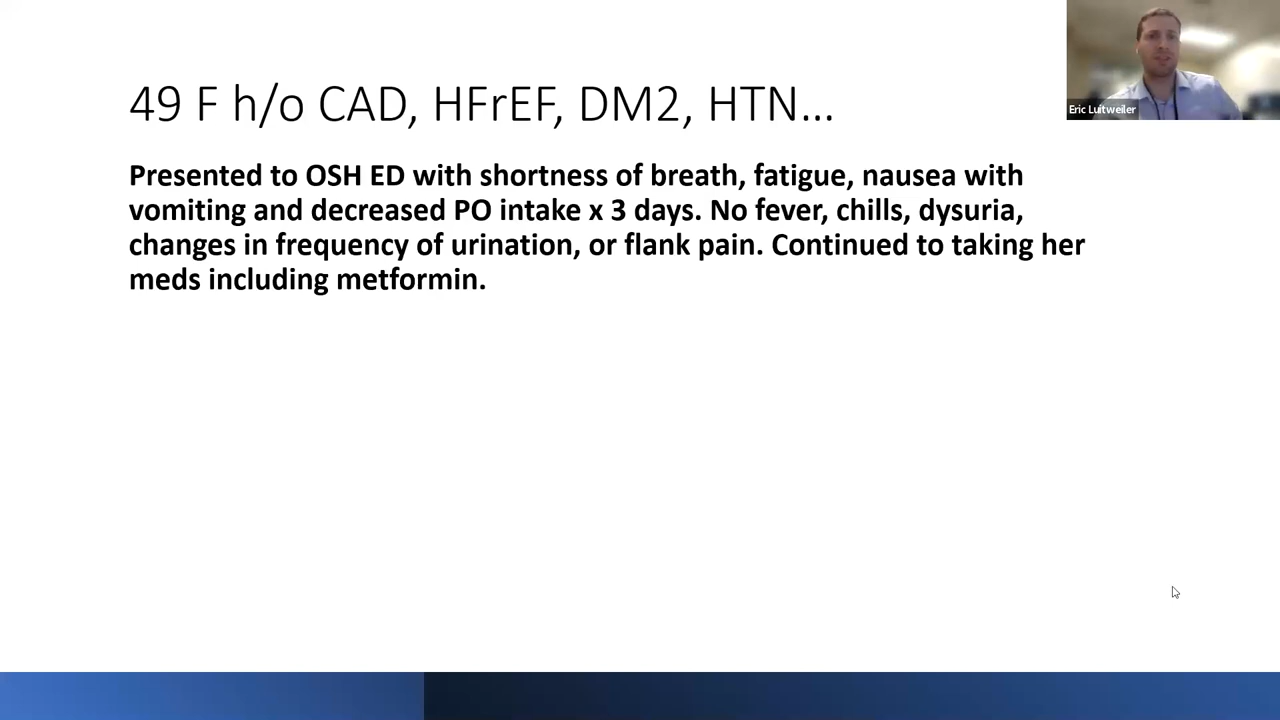 49 F h/o CAD, HFrEF, DM2, HTN...
Eric Luitweiler
Presented to OSH ED with shortness of breath, fatigue, nausea with
vomiting and decreased PO intake x 3 days. No fever, chills, dysuria,
changes in frequency of urination, or flank pain. Continued to taking her
meds including metformin.